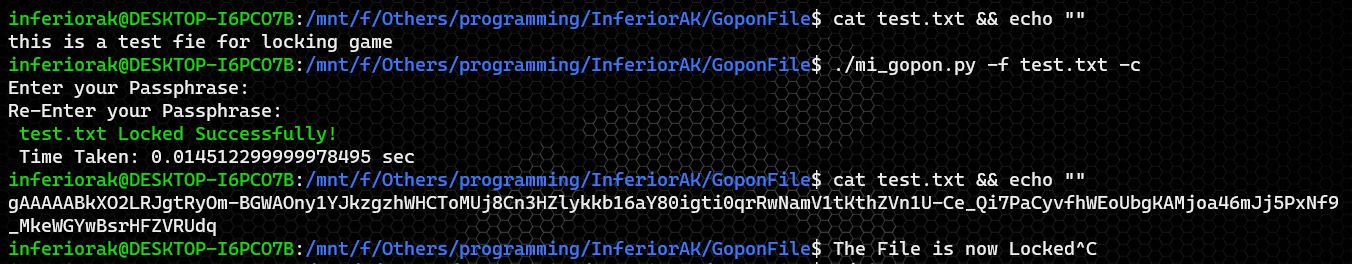 inferiorak@DESKTOP-I6PCO7B:/mnt/f/Others/programming/InferiorAK/GoponFile$ cat test.txt && echo ""
this is a test fie for locking game
inferiorak@DESKTOP-I6PCO7B:/mnt/f/Others/programming/InferiorAK/GoponFile$ ./mi_gopon.py -f test.txt -c
Enter your Passphrase:
Re-Enter your Passphrase:
test.txt Locked Successfully!
Time Taken: 0.014512299999978495 sec
inferiorak@DESKTOP-I6PCO7B:/mnt/f/Others/programming/InferiorAK/GoponFile$ cat test.txt && echo ""
gAAAAABkXO2LRJgtRyOm-BGWAOny1YJkzgzhWHCToMUj8Cn3HZlykkb16aY80igti0qrRwNamV1tKthZVn1U-Ce_Qi7PaCyvfhWEoUbgKAMjoa46mJj5PxNf9
_MkeWGYwBsrHFZVRUdq
inferiorak@DESKTOP-I6PCO7B:/mnt/f/Others/programming/InferiorAK/GoponFile$ The File is now Locked^C